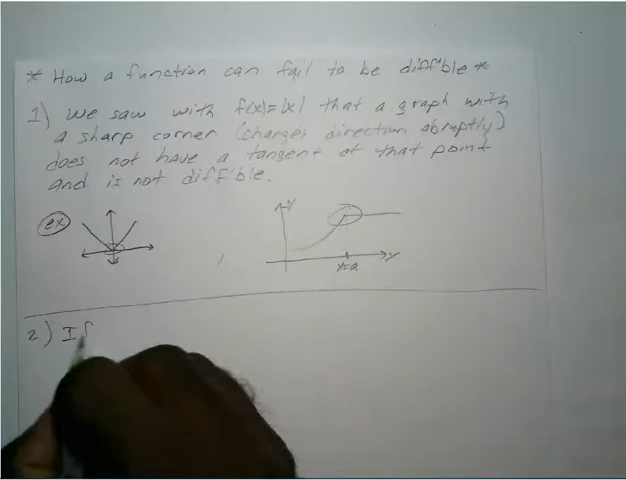 * How a function can fail to be diff'ble *
1) We saw with f(x)=|x| that a graph with
a sharp corner (changes direction abruptly)
does not have a tangent at that point
and is not diff'ble.
ex
y
x=a
x
2) If